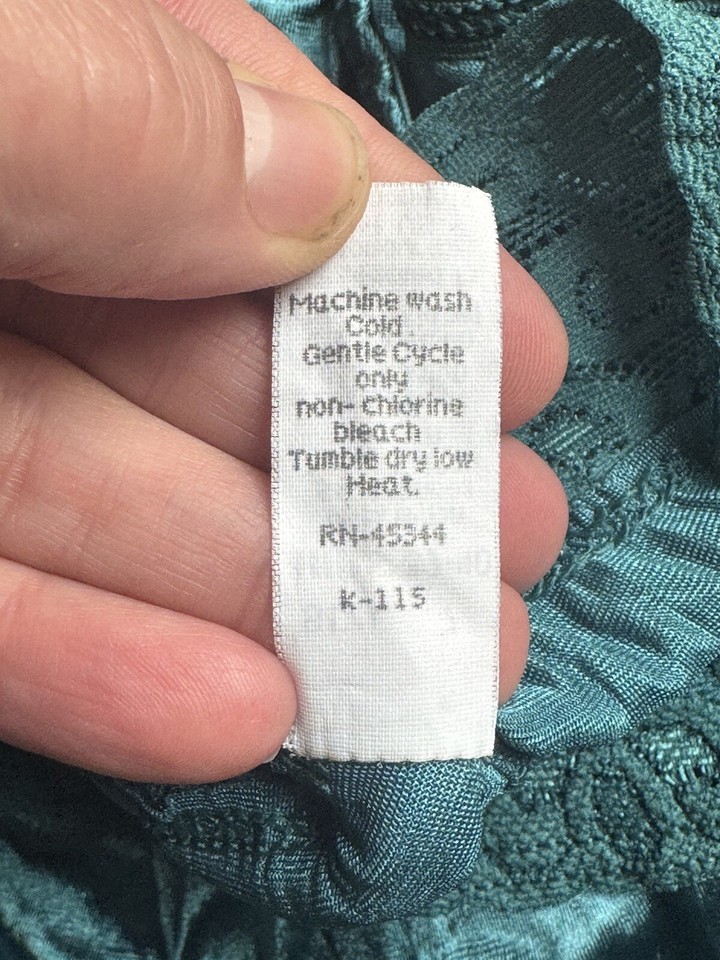 Machine wash
Cold.
Gentle Cycle
only
non-chlorine
bleach
Tumble dry low
Heat.
RN-45344
K-115